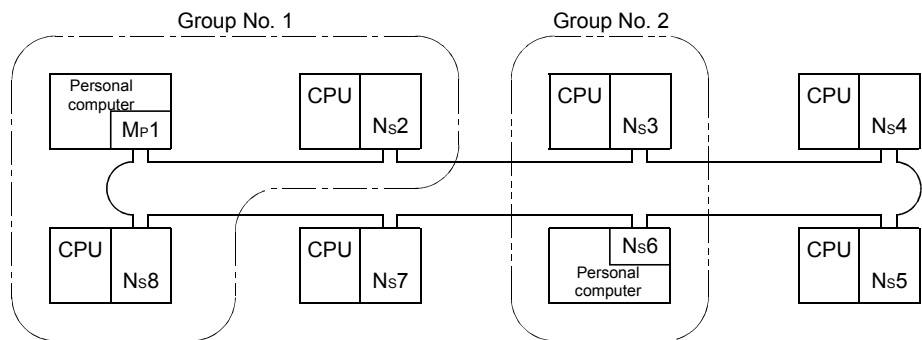 Group No. 1
Group No. 2
Personal
computer
MP1
CPU
NS2
CPU
NS3
CPU
NS4
CPU
NS8
CPU
NS7
NS6
Personal
computer
CPU
NS5